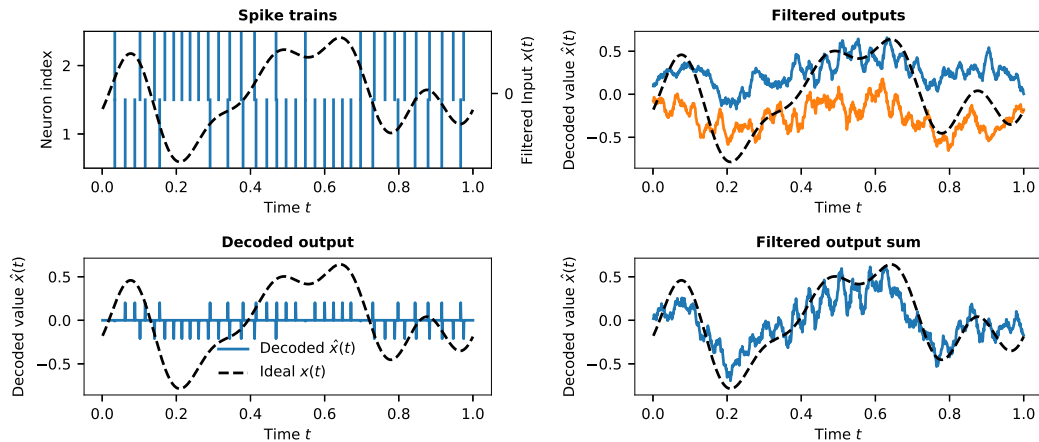 Spike trains
Neuron index
2
1
0
Filtered Input x(t)
0.0 0.2 0.4 0.6 0.8 1.0
Time t
Filtered outputs
Decoded value x̂(t)
0.5
0.0
−0.5
0.0 0.2 0.4 0.6 0.8 1.0
Time t
Decoded output
Decoded value x̂(t)
0.5
0.0
−0.5
Decoded x̂(t)
Ideal x(t)
0.0 0.2 0.4 0.6 0.8 1.0
Time t
Filtered output sum
Decoded value x̂(t)
0.5
0.0
−0.5
0.0 0.2 0.4 0.6 0.8 1.0
Time t